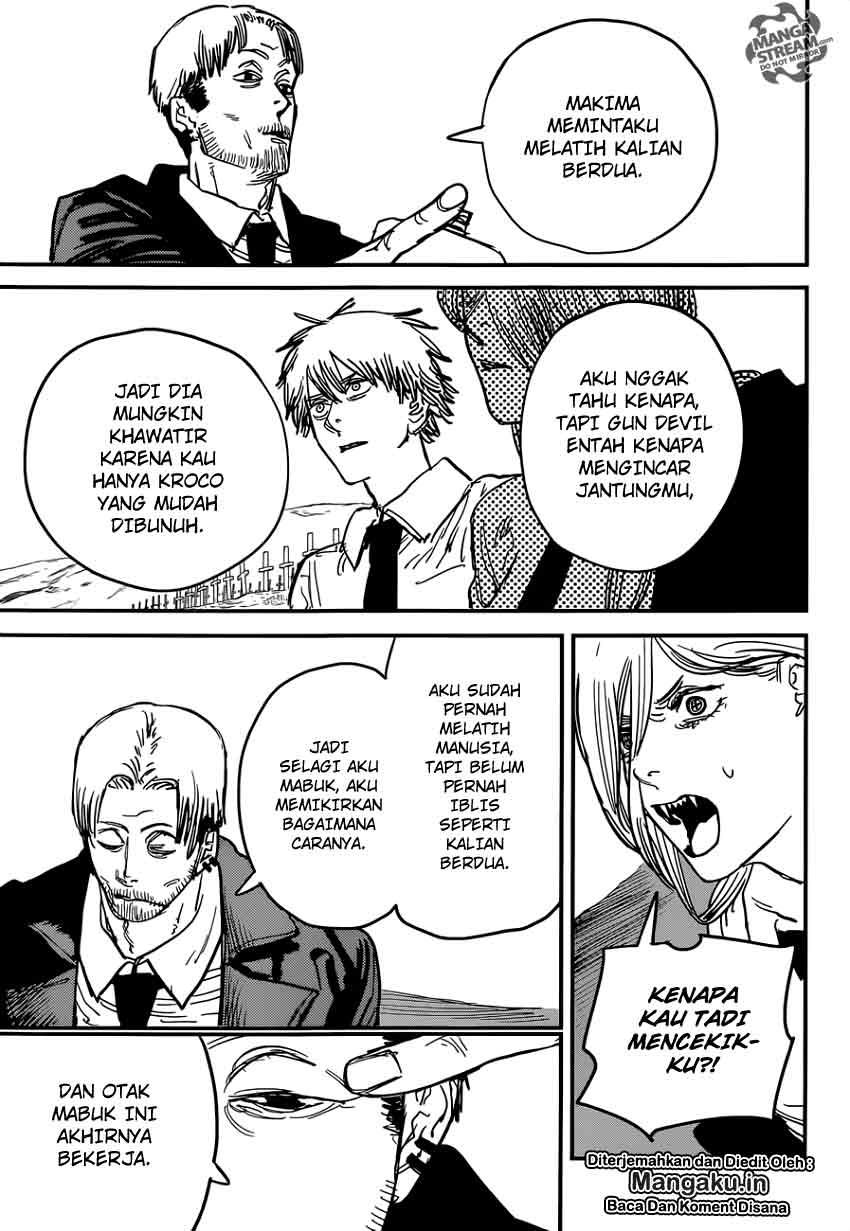 MANGA
STREAM.com
DO NOT MIRROR
MAKIMA
MEMINTAKU
MELATIH KALIAN
BERDUA.
AKU NGGAK
TAHU KENAPA,
TAPI GUN DEVIL
ENTAH KENAPA
MENGINCAR
JANTUNGMU,
JADI DIA
MUNGKIN
KHAWATIR
KARENA KAU
HANYA KROCO
YANG MUDAH
DIBUNUH.
KENAPA
KAU TADI
MENCEKIK-
KU?!
AKU SUDAH
PERNAH
MELATIH
MANUSIA,
TAPI BELUM
PERNAH
IBLIS
SEPERTI
KALIAN
BERDUA.
JADI
SELAGI AKU
MABUK, AKU
MEMIKIRKAN
BAGAIMANA
CARANYA.
DAN OTAK
MABUK INI
AKHIRNYA
BEKERJA.
Diterjemahkan dan Diedit Oleh :
Mangaku.in
Baca Dan Koment Disana